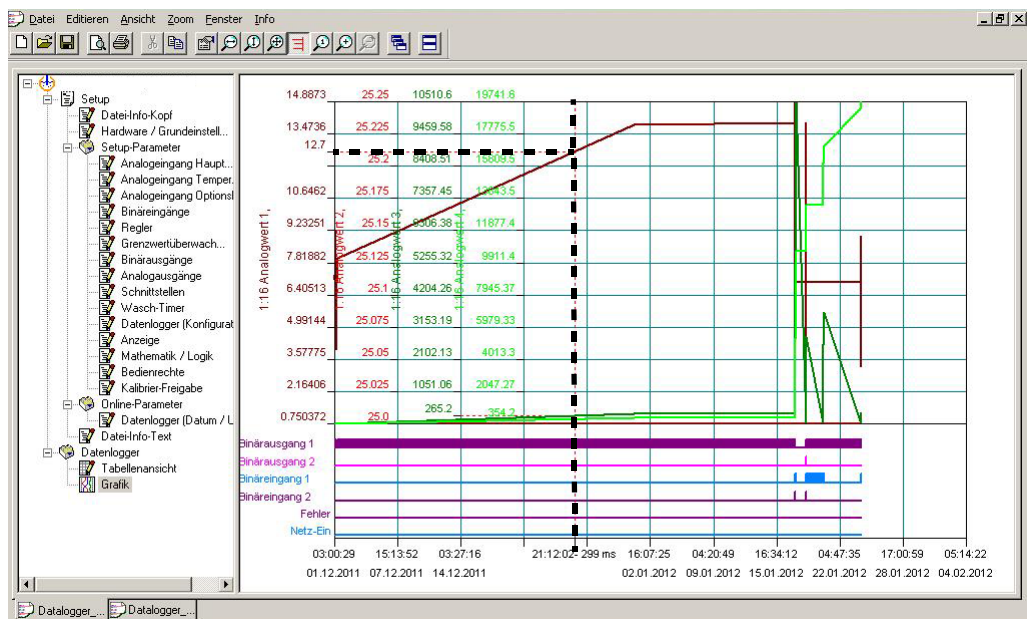 Datei Editieren Ansicht Zoom Fenster Info
Setup
Datei-Info-Kopf
Hardware / Grundeinstell...
Setup-Parameter
Analogeingang Haupt...
Analogeingang Temper.
Analogeingang Optionsl
Binäreingänge
Regler
Grenzwertüberwach...
Binärausgänge
Analogausgänge
Schnittstellen
Wasch-Timer
Datenlogger (Konfigurat
Anzeige
Mathematik / Logik
Bedienrechte
Kalibrier-Freigabe
Online-Parameter
Datenlogger (Datum / L
Datei-Info-Text
Datenlogger
Tabellenansicht
Grafik
14.8873 25.25 10510.6 19741.6
13.4736 25.225 9459.58 17775.5
12.7
25.2 8408.51 15809.5
10.6462 25.175 7357.45 13843.5
9.23251 25.15 6306.38 11877.4
7.81882 25.125 5255.32 9911.4
6.40513 25.1 4204.26 7945.37
4.99144 25.075 3153.19 5979.33
3.57775 25.05 2102.13 4013.3
2.16406 25.025 1051.06 2047.27
265.2 354.2
0.750372 25.0
1:16 Analogwert 1,
1:16 Analogwert 2,
1:16 Analogwert 3,
1:16 Analogwert 4,
Binärausgang 1
Binärausgang 2
Binäreingang 1
Binäreingang 2
Fehler
Netz-Ein
03:00:29 15:13:52 03:27:16 21:12:02- 299 ms 16:07:25 04:20:49 16:34:12 04:47:35 17:00:59 05:14:22
01.12.2011 07.12.2011 14.12.2011 02.01.2012 09.01.2012 15.01.2012 22.01.2012 28.01.2012 04.02.2012
Datalogger_... Datalogger_...